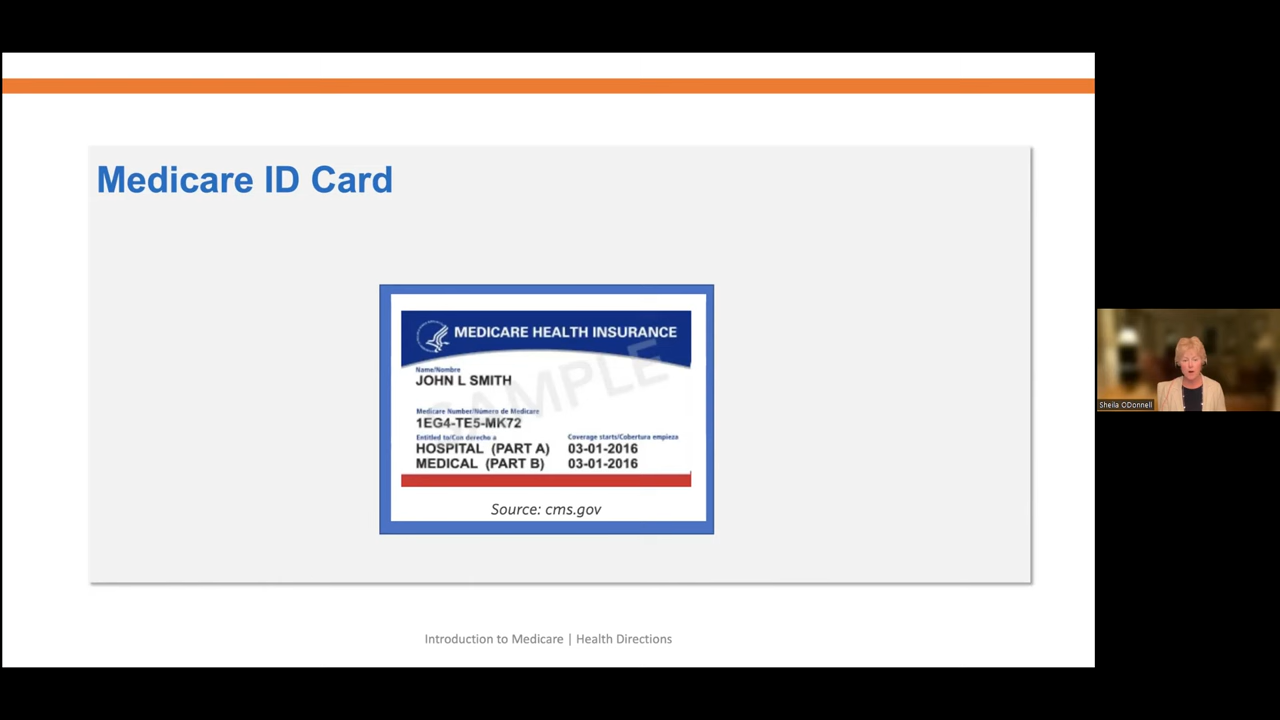 Medicare ID Card
MEDICARE HEALTH INSURANCE
SAMPLE
Name/Nombre
JOHN L SMITH
Medicare Number/Número de Medicare
1EG4-TE5-MK72
Entitled to/Con derecho a Coverage starts/Cobertura empieza
HOSPITAL (PART A) 03-01-2016
MEDICAL (PART B) 03-01-2016
Source: cms.gov
Introduction to Medicare | Health Directions
Sheila ODonnell